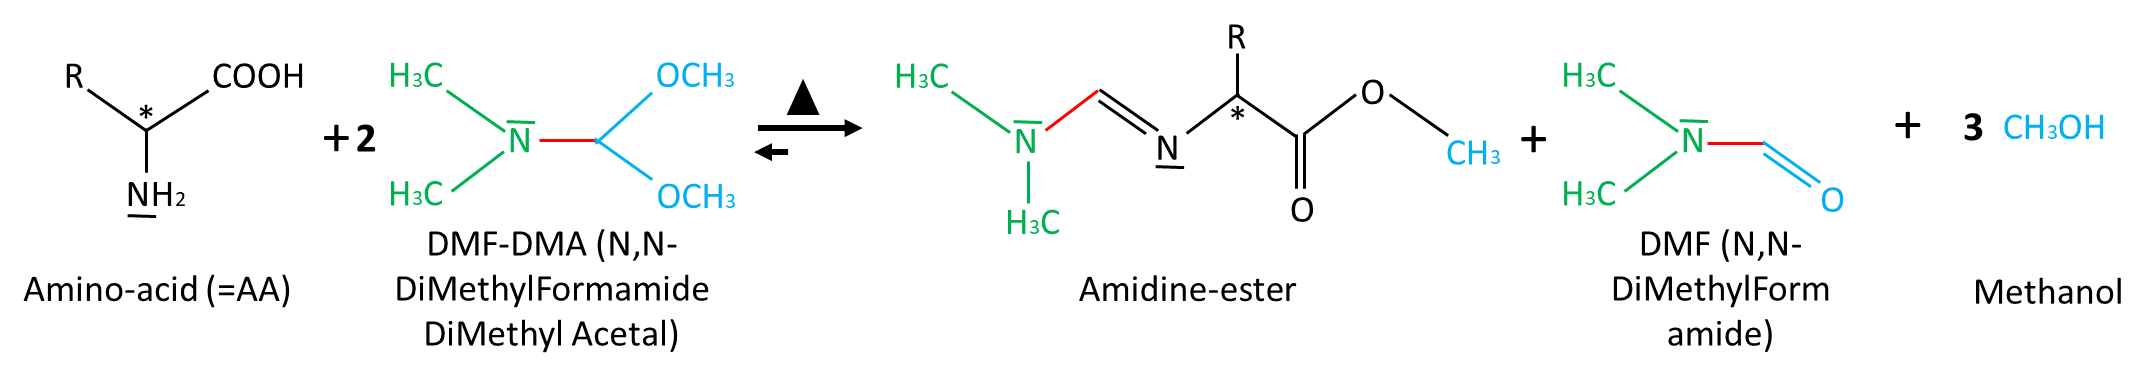 R COOH
*
NH₂
+ 2
H₃C OCH₃
N
H₃C OCH₃
R
H₃C O
*
N N CH₃
H₃C O
+
H₃C
N
H₃C O
+ 3 CH₃OH
Amino-acid (=AA)
DMF-DMA (N,N-
DiMethylFormamide
DiMethyl Acetal)
Amidine-ester
DMF (N,N-
DiMethylForm
amide)
Methanol